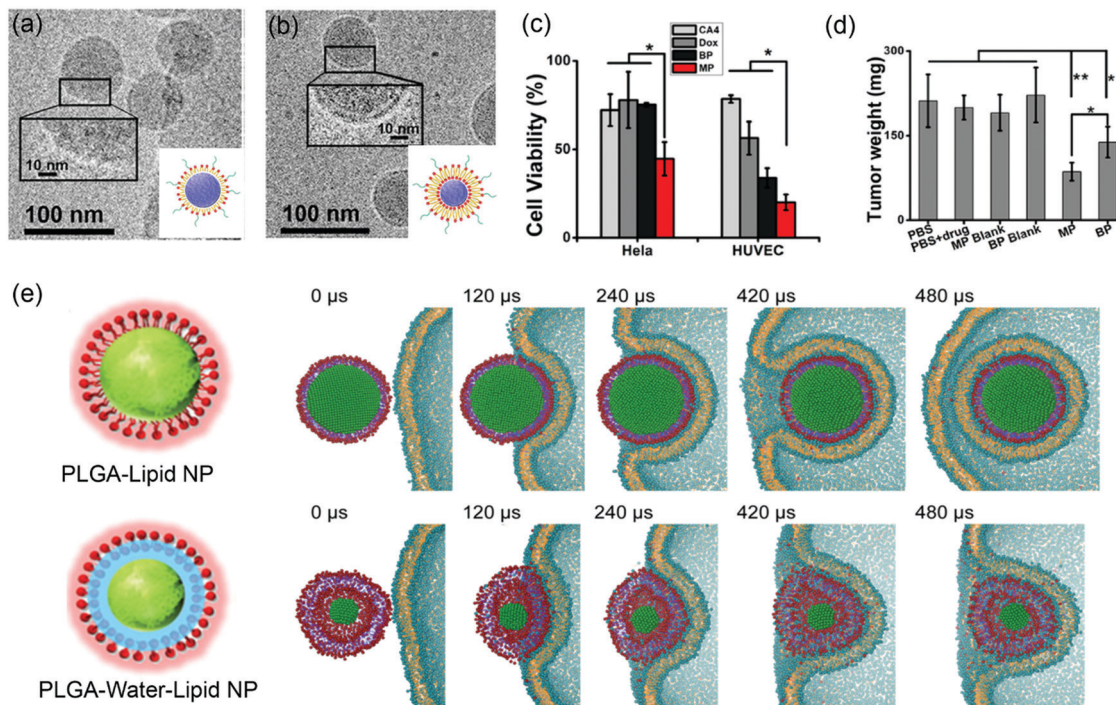 (a)
10 nm
100 nm
(b)
10 nm
100 nm
(c)
CA4
Dox
BP
MP
*
*
Cell Viability (%)
100
50
0
Hela
HUVEC
(d)
Tumor weight (mg)
300
150
0
**
*
*
PBS
PBS+drug
MP Blank
BP Blank
MP
BP
(e)
0 µs
120 µs
240 µs
420 µs
480 µs
PLGA-Lipid NP
0 µs
120 µs
240 µs
420 µs
480 µs
PLGA-Water-Lipid NP